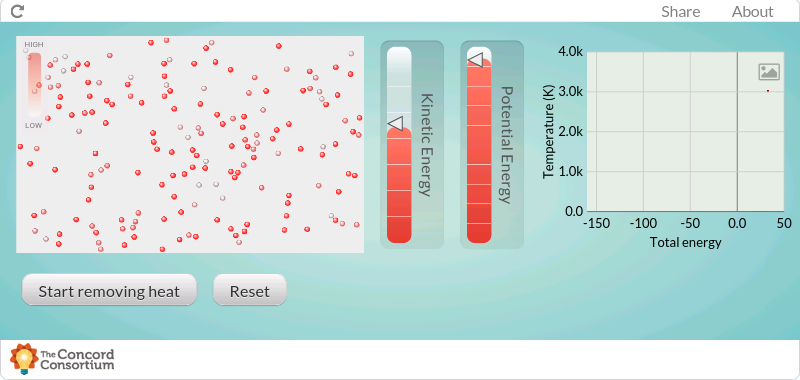 Share About
HIGH
LOW
Kinetic Energy
Potential Energy
Temperature (K)
4.0k
3.0k
2.0k
1.0k
0.0
-150 -100 -50 0.0 50
Total energy
Start removing heat Reset
The Concord
Consortium